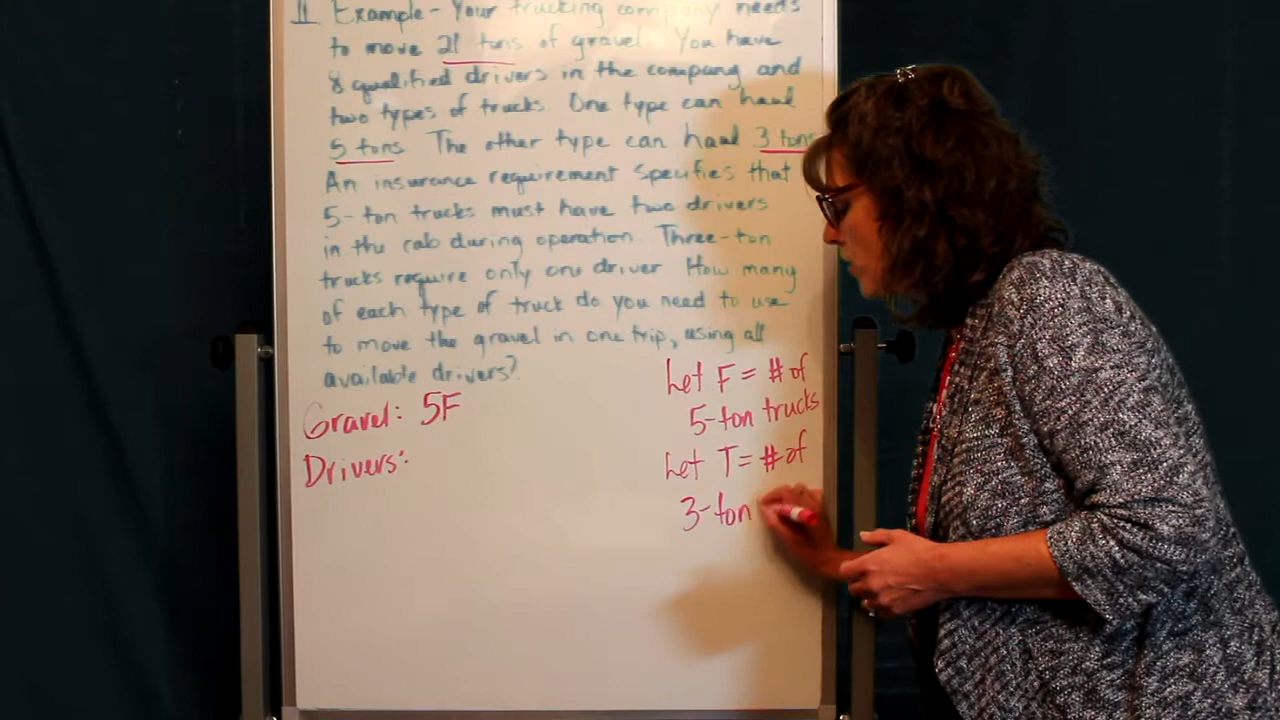 II Example - Your trucking company needs
to move 21 tons of gravel. You have
8 qualified drivers in the company and
two types of trucks. One type can haul
5 tons. The other type can haul 3 tons
An insurance requirement specifies that
5-ton trucks must have two drivers
in the cab during operation. Three-ton
trucks require only one driver. How many
of each type of truck do you need to use
to move the gravel in one trip, using all
available drivers?
Let F = # of
5-ton trucks
Let T = # of
3-ton
Gravel: 5F
Drivers: